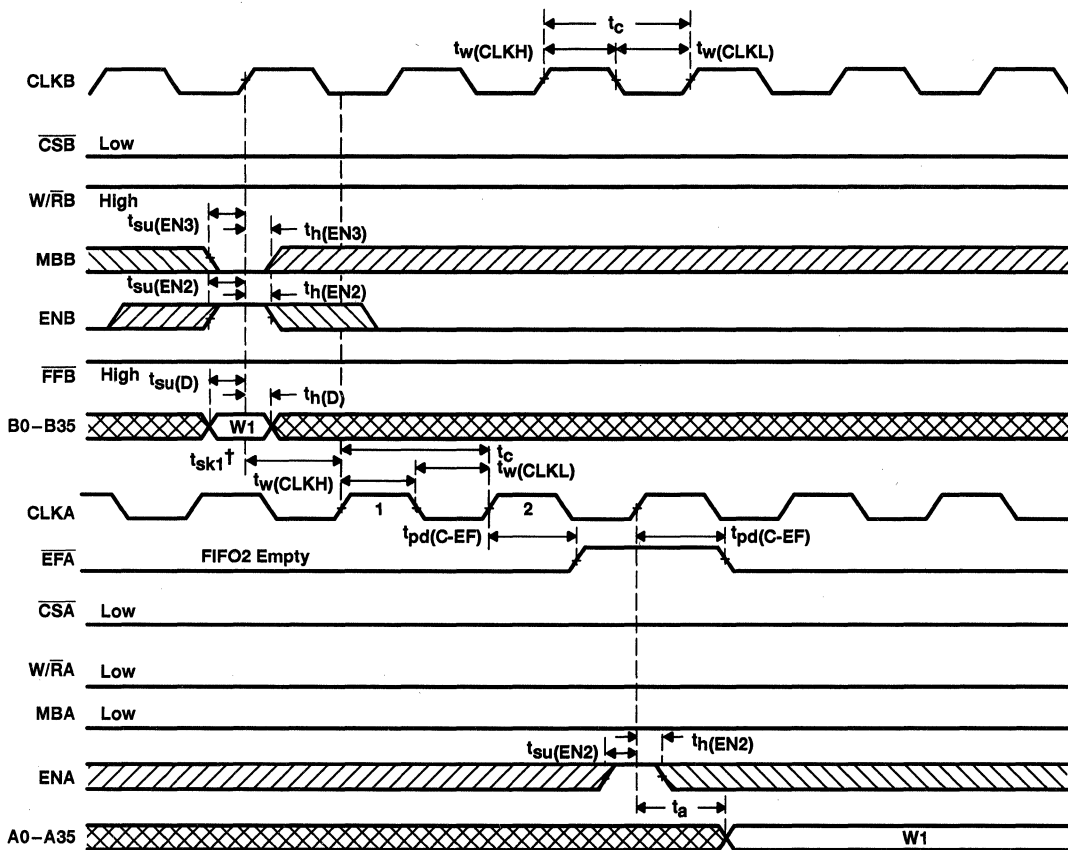 tc
tw(CLKH)
tw(CLKL)
CLKB
CSB Low
W/RB High
tsu(EN3)
th(EN3)
MBB
tsu(EN2)
th(EN2)
ENB
FFB High
tsu(D)
th(D)
B0–B35 W1
tsk1†
tc
tw(CLKH)
tw(CLKL)
CLKA 1 2
tpd(C-EF) tpd(C-EF)
EFA FIFO2 Empty
CSA Low
W/RA Low
MBA Low
tsu(EN2)
th(EN2)
ENA
ta
A0–A35 W1